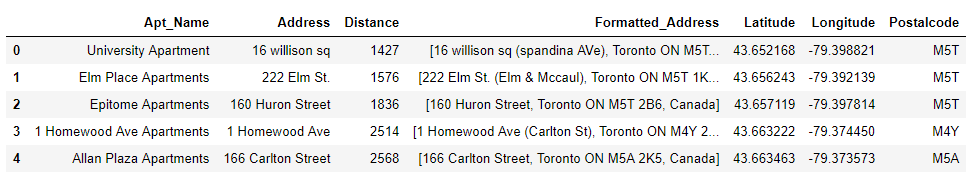 Apt_Name Address Distance Formatted_Address Latitude Longitude Postalcode
0 University Apartment 16 willison sq 1427 [16 willison sq (spandina AVe), Toronto ON M5T... 43.652168 -79.398821 M5T
1 Elm Place Apartments 222 Elm St. 1576 [222 Elm St. (Elm & Mccaul), Toronto ON M5T 1K... 43.656243 -79.392139 M5T
2 Epitome Apartments 160 Huron Street 1836 [160 Huron Street, Toronto ON M5T 2B6, Canada] 43.657119 -79.397814 M5T
3 1 Homewood Ave Apartments 1 Homewood Ave 2514 [1 Homewood Ave (Carlton St), Toronto ON M4Y 2... 43.663222 -79.374450 M4Y
4 Allan Plaza Apartments 166 Carlton Street 2568 [166 Carlton Street, Toronto ON M5A 2K5, Canada] 43.663463 -79.373573 M5A